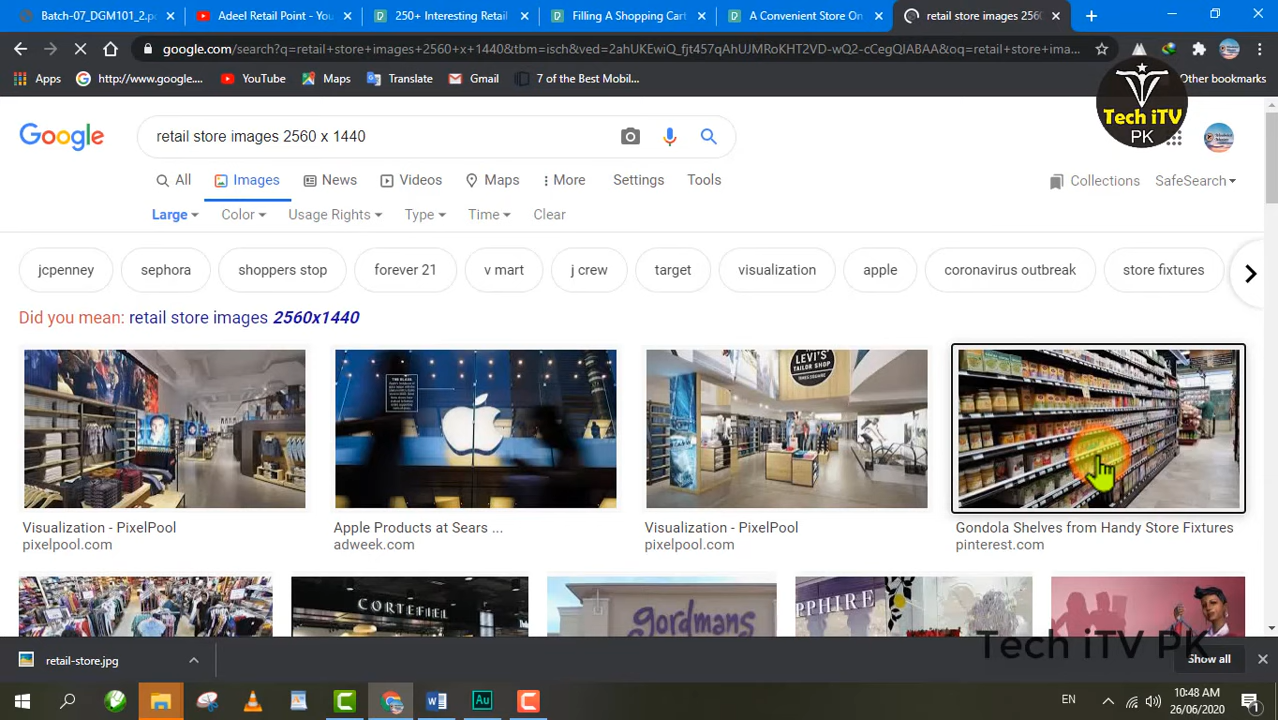 Batch-07_DGM101_2.p
Adeel Retail Point - You
250+ Interesting Retail
Filling A Shopping Cart
A Convenient Store On
retail store images 256
google.com/search?q=retail+store+images+2560+x+1440&tbm=isch&ved=2ahUKEwiQ_fjt457qAhUJMRoKHT2VD-wQ2-cCegQIABAA&oq=retail+store+ima...
Apps
http://www.google....
YouTube
Maps
Translate
Gmail
7 of the Best Mobil...
Other bookmarks
Tech iTV
PK
Google
retail store images 2560 x 1440
All
Images
News
Videos
Maps
More
Settings
Tools
Collections
SafeSearch
Large
Color
Usage Rights
Type
Time
Clear
jcpenney
sephora
shoppers stop
forever 21
v mart
j crew
target
visualization
apple
coronavirus outbreak
store fixtures
Did you mean: retail store images 2560x1440
LEVI'S
TAILOR SHOP
Visualization - PixelPool
pixelpool.com
Apple Products at Sears ...
adweek.com
Visualization - PixelPool
pixelpool.com
Gondola Shelves from Handy Store Fixtures
pinterest.com
CORTEFIEL
gordmans
PPHIRE
Tech iTV PK
retail-store.jpg
Show all
EN
10:48 AM
26/06/2020